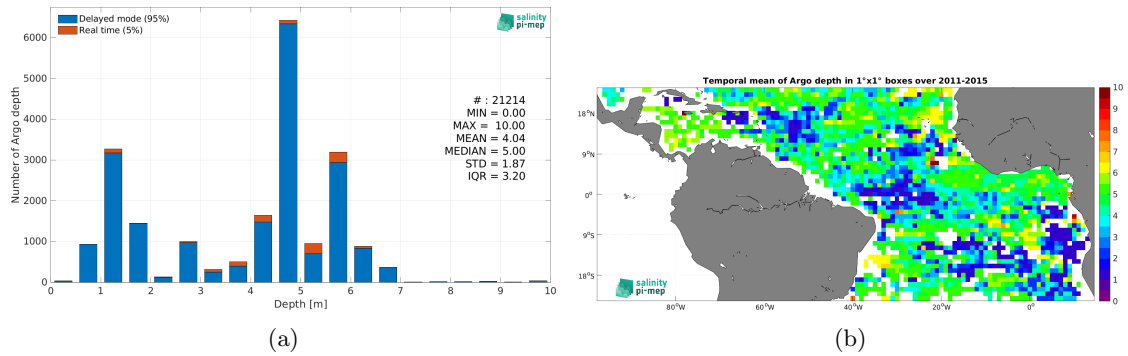 Delayed mode (95%)
Real time (5%)
salinity
pi-mep
# : 21214
MIN = 0.00
MAX = 10.00
MEAN = 4.04
MEDIAN = 5.00
STD = 1.87
IQR = 3.20
Number of Argo depth
6000
5000
4000
3000
2000
1000
0
0 1 2 3 4 5 6 7 8 9 10
Depth [m]
(a)
Temporal mean of Argo depth in 1°x1° boxes over 2011-2015
18°N
9°N
0°
9°S
18°S
80°W 60°W 40°W 20°W 0°
10
9
8
7
6
5
4
3
2
1
0
salinity
pi-mep
(b)